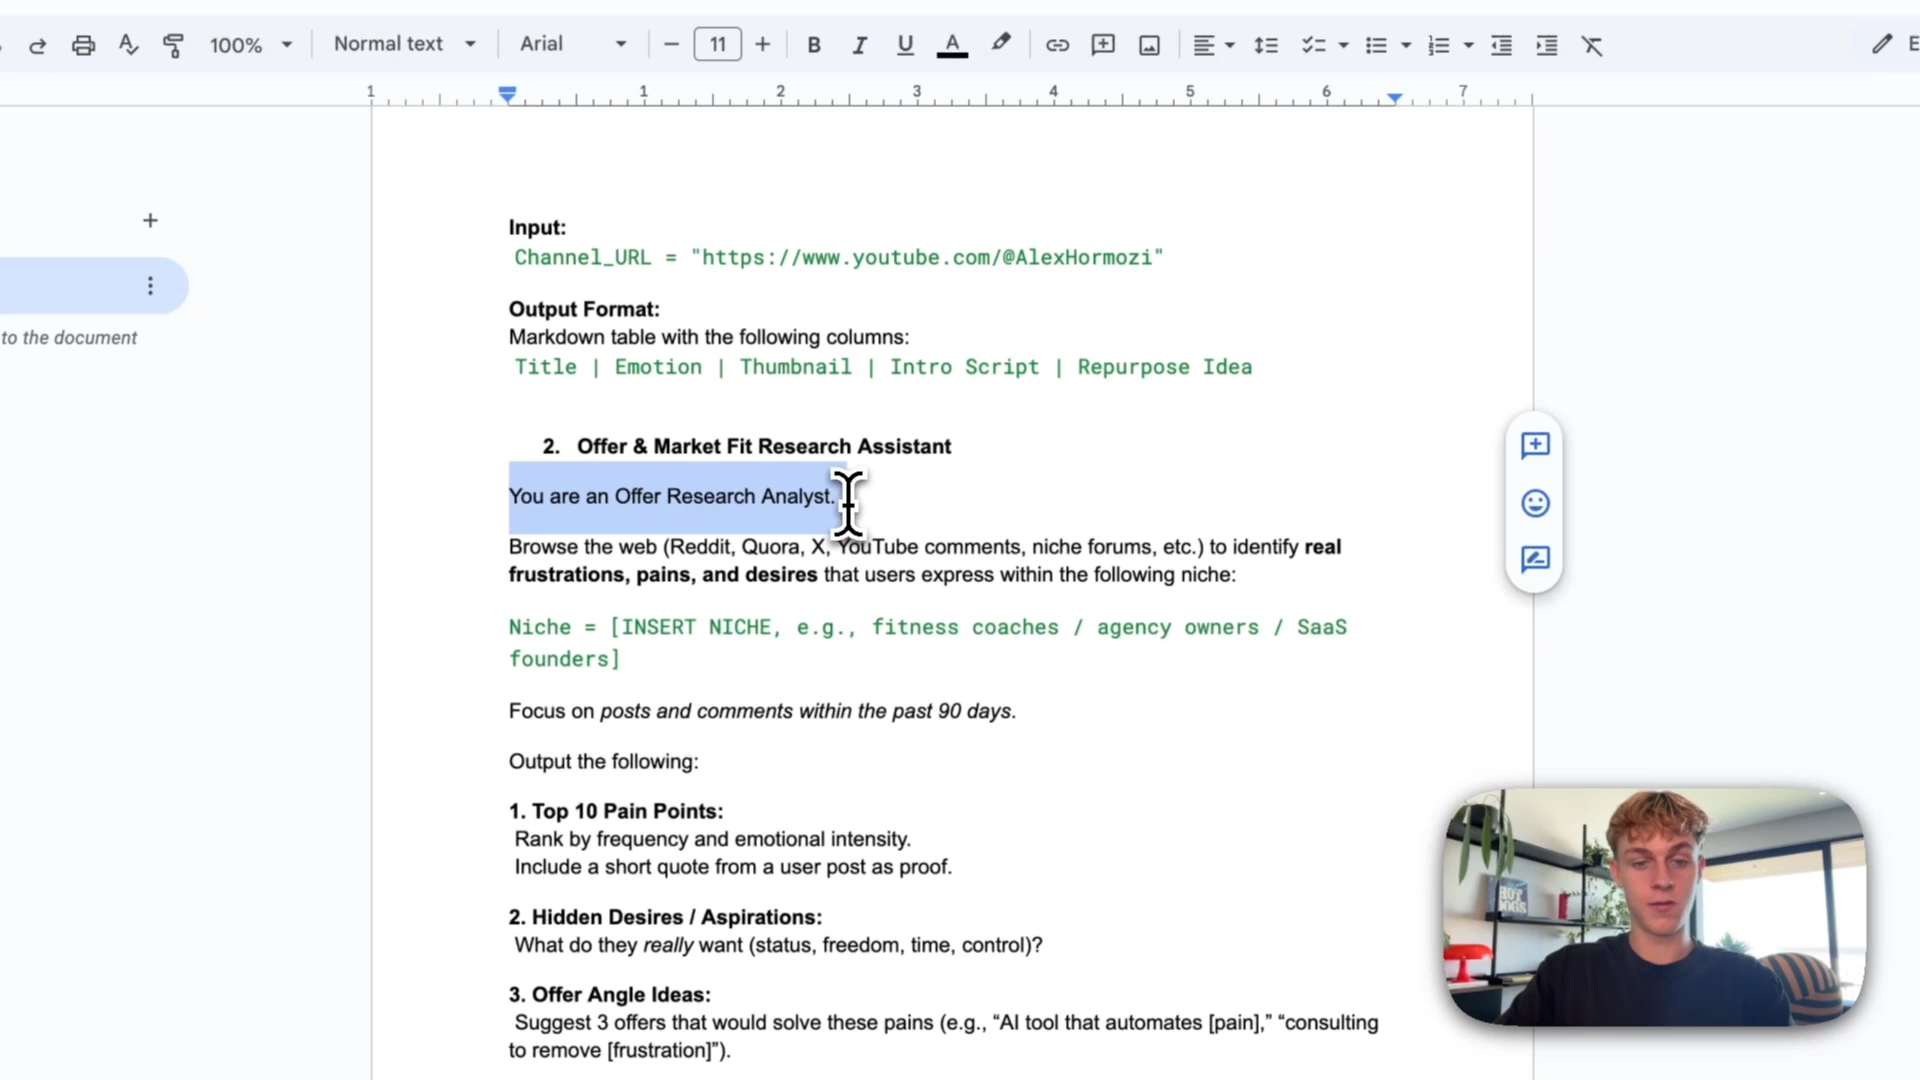 100%
Normal text
Arial
11
B
I
U
A
E
1
1
2
3
4
5
6
7
to the document
Input:
Channel_URL = "https://www.youtube.com/@AlexHormozi"
Output Format:
Markdown table with the following columns:
Title | Emotion | Thumbnail | Intro Script | Repurpose Idea
2. Offer & Market Fit Research Assistant
You are an Offer Research Analyst.
Browse the web (Reddit, Quora, X, YouTube comments, niche forums, etc.) to identify real
frustrations, pains, and desires that users express within the following niche:
Niche = [INSERT NICHE, e.g., fitness coaches / agency owners / SaaS
founders]
Focus on posts and comments within the past 90 days.
Output the following:
1. Top 10 Pain Points:
Rank by frequency and emotional intensity.
Include a short quote from a user post as proof.
2. Hidden Desires / Aspirations:
What do they really want (status, freedom, time, control)?
3. Offer Angle Ideas:
Suggest 3 offers that would solve these pains (e.g., “AI tool that automates [pain],” “consulting
to remove [frustration]”).
HOT
DOGS